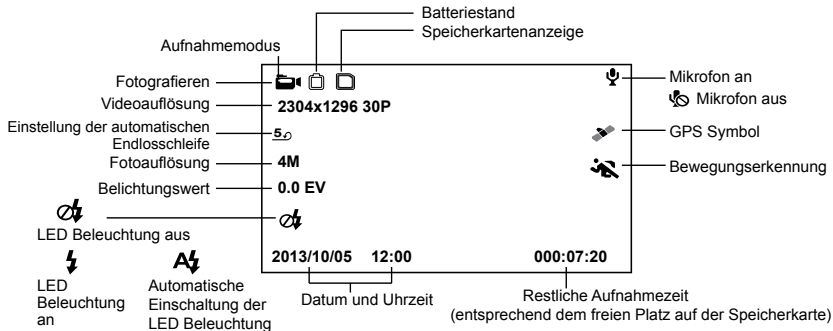 Batteriestand
Speicherkartenanzeige
Aufnahmemodus
Fotografieren
Videoauflösung
Einstellung der automatischen
Endlosschleife
Fotoauflösung
Belichtungswert
2304x1296 30P
5
4M
0.0 EV
Mikrofon an
Mikrofon aus
GPS Symbol
Bewegungserkennung
LED Beleuchtung aus
LED
Beleuchtung
an
A
Automatische
Einschaltung der
LED Beleuchtung
2013/10/05 12:00 000:07:20
Datum und Uhrzeit
Restliche Aufnahmezeit
(entsprechend dem freien Platz auf der Speicherkarte)